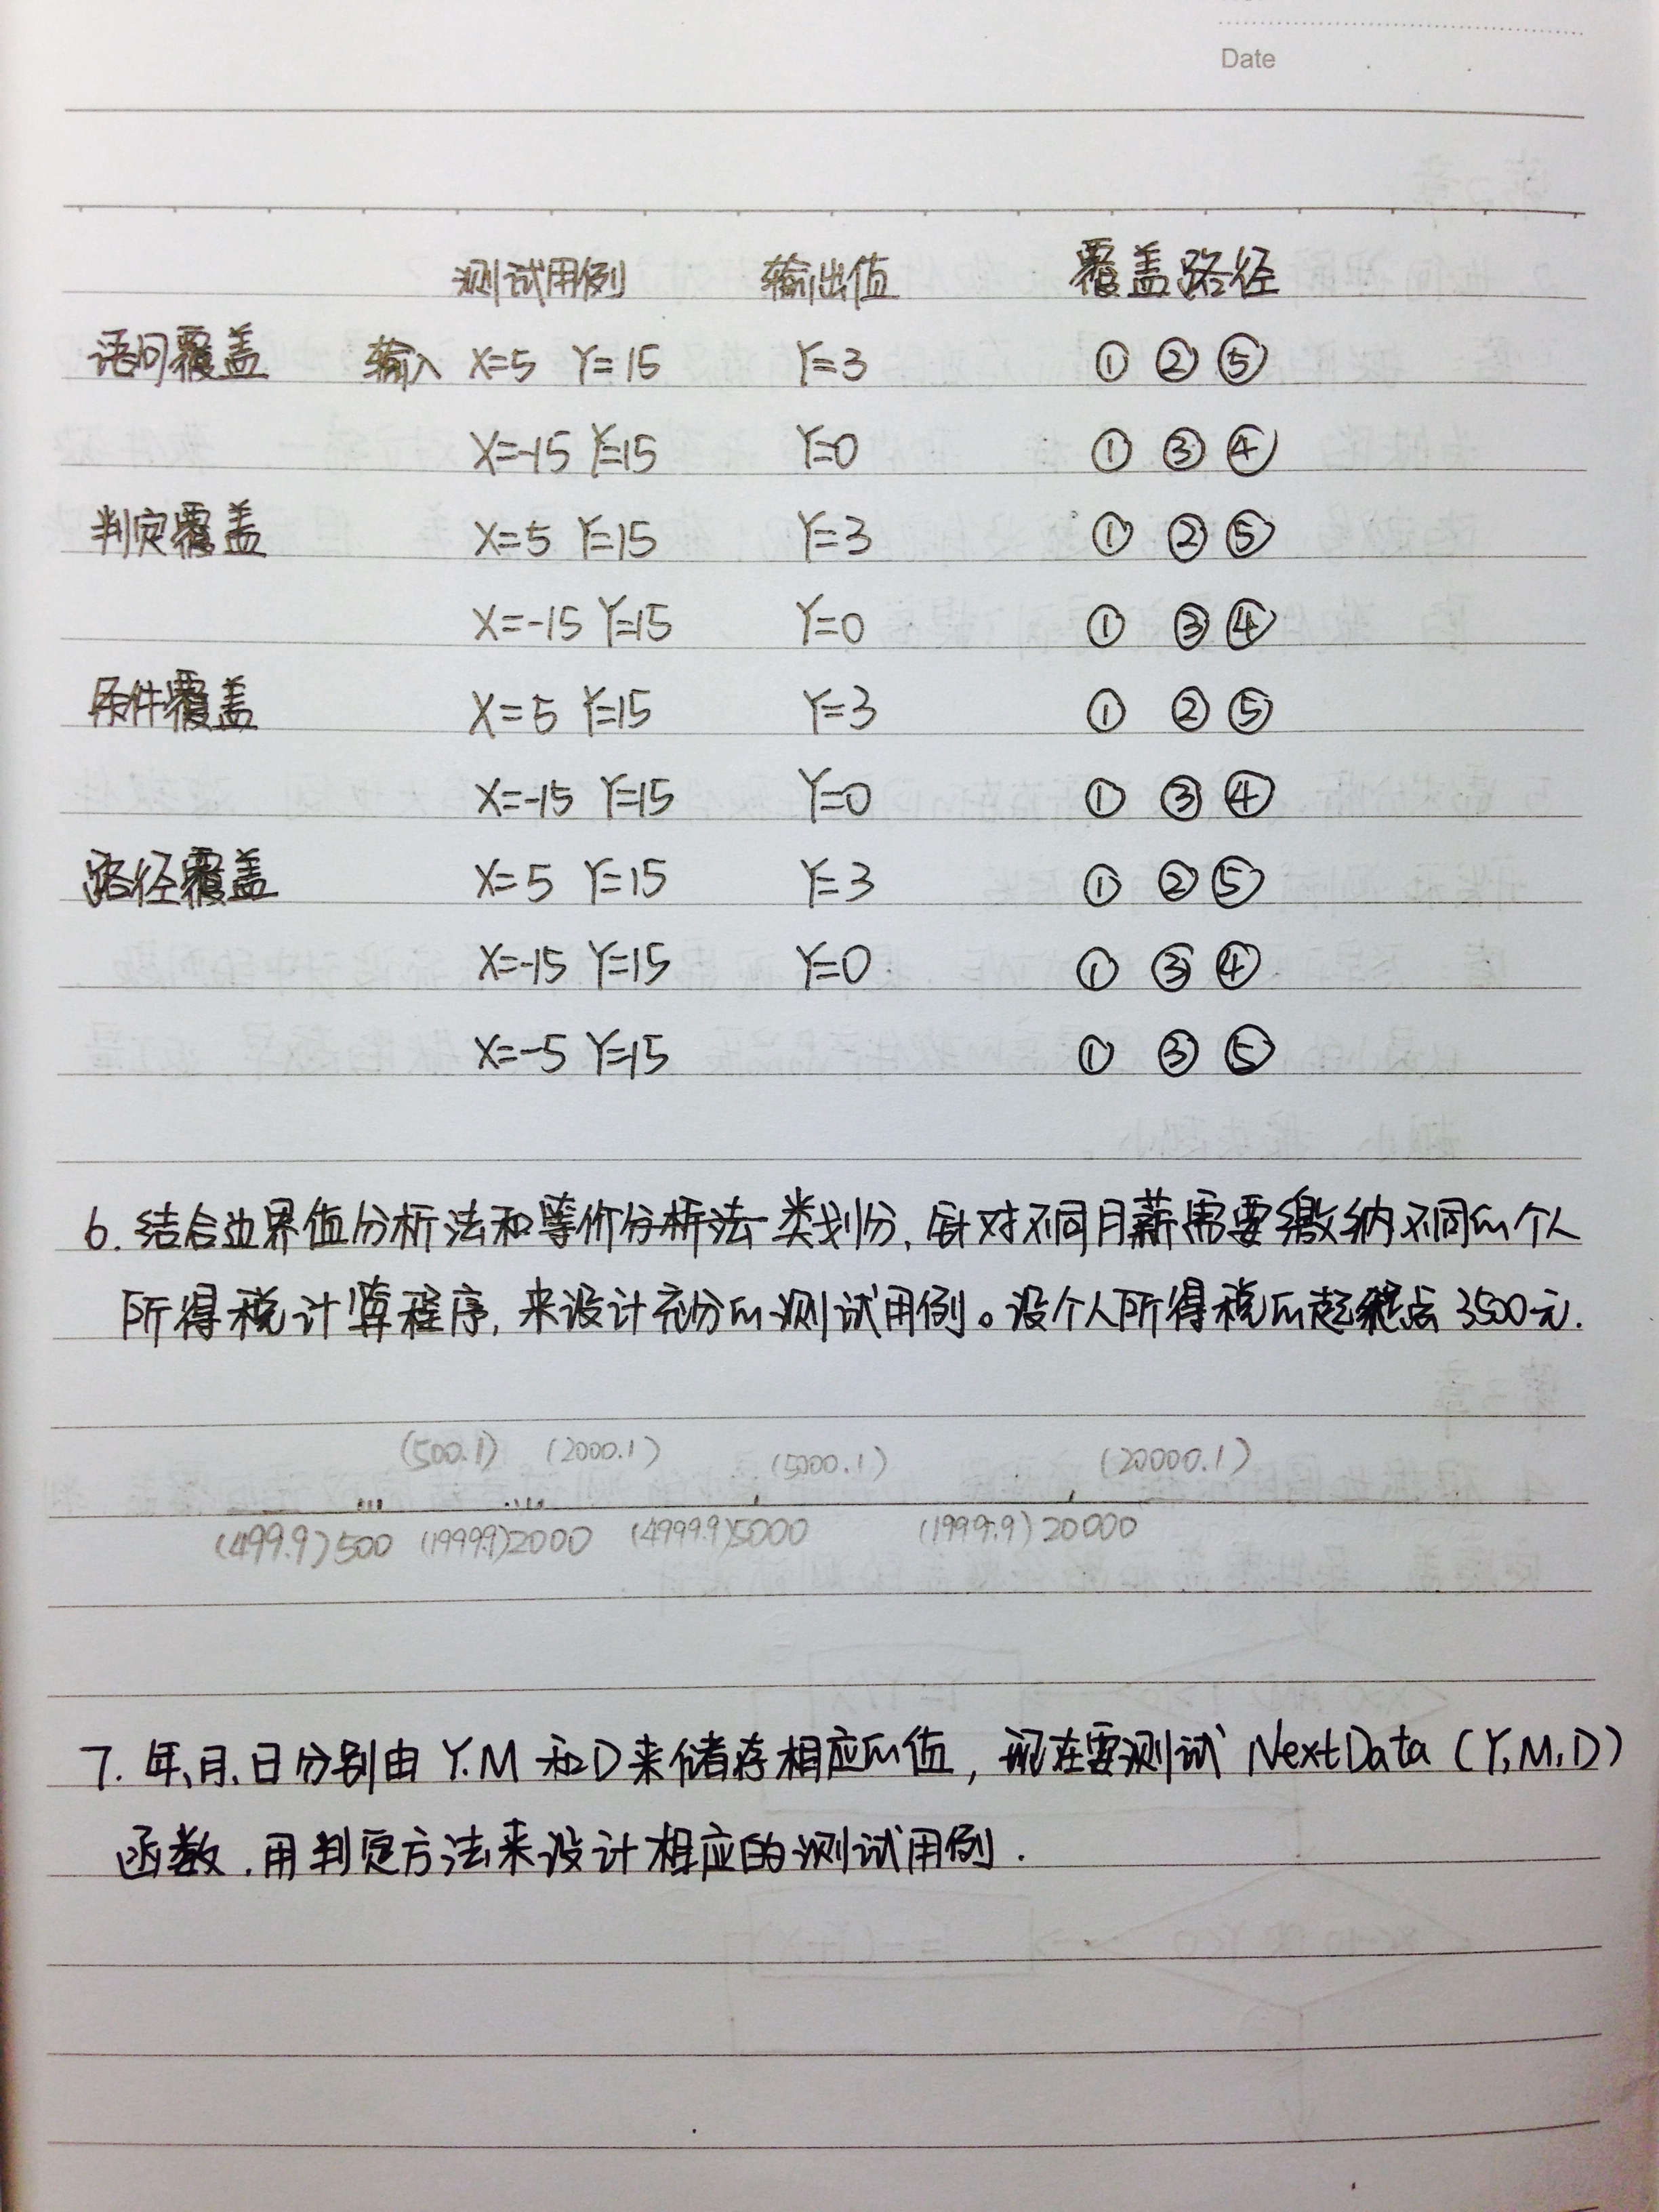 Date
测试用例 输出值 覆盖路径
语句覆盖 输入 X=5 Y=15 Y=3 ① ② ⑤
X=-15 Y=15 Y=0 ① ③ ④
判定覆盖 X=5 Y=15 Y=3 ① ② ⑤
X=-15 Y=15 Y=0 ① ③ ④
条件覆盖 X=5 Y=15 Y=3 ① ② ⑤
X=-15 Y=15 Y=0 ① ③ ④
路径覆盖 X=5 Y=15 Y=3 ① ② ⑤
X=-15 Y=15 Y=0 ① ③ ④
X=-5 Y=15 ① ③ ⑤
6. 结合边界值分析法和等价分析法类划分, 针对不同月薪需要缴纳不同的个人
所得税计算程序, 来设计充分的测试用例。设个人所得税的起税点3500元.
(500.1) (2000.1) (5000.1) (20000.1)
(499.9)500 (1999.9)2000 (4999.9)5000 (1999.9)20000
7. 年、月、日分别由 Y.M 和D来储存相应的值, 现在要测试 NextData (Y,M,D)
函数. 用判定方法来设计相应的测试用例.